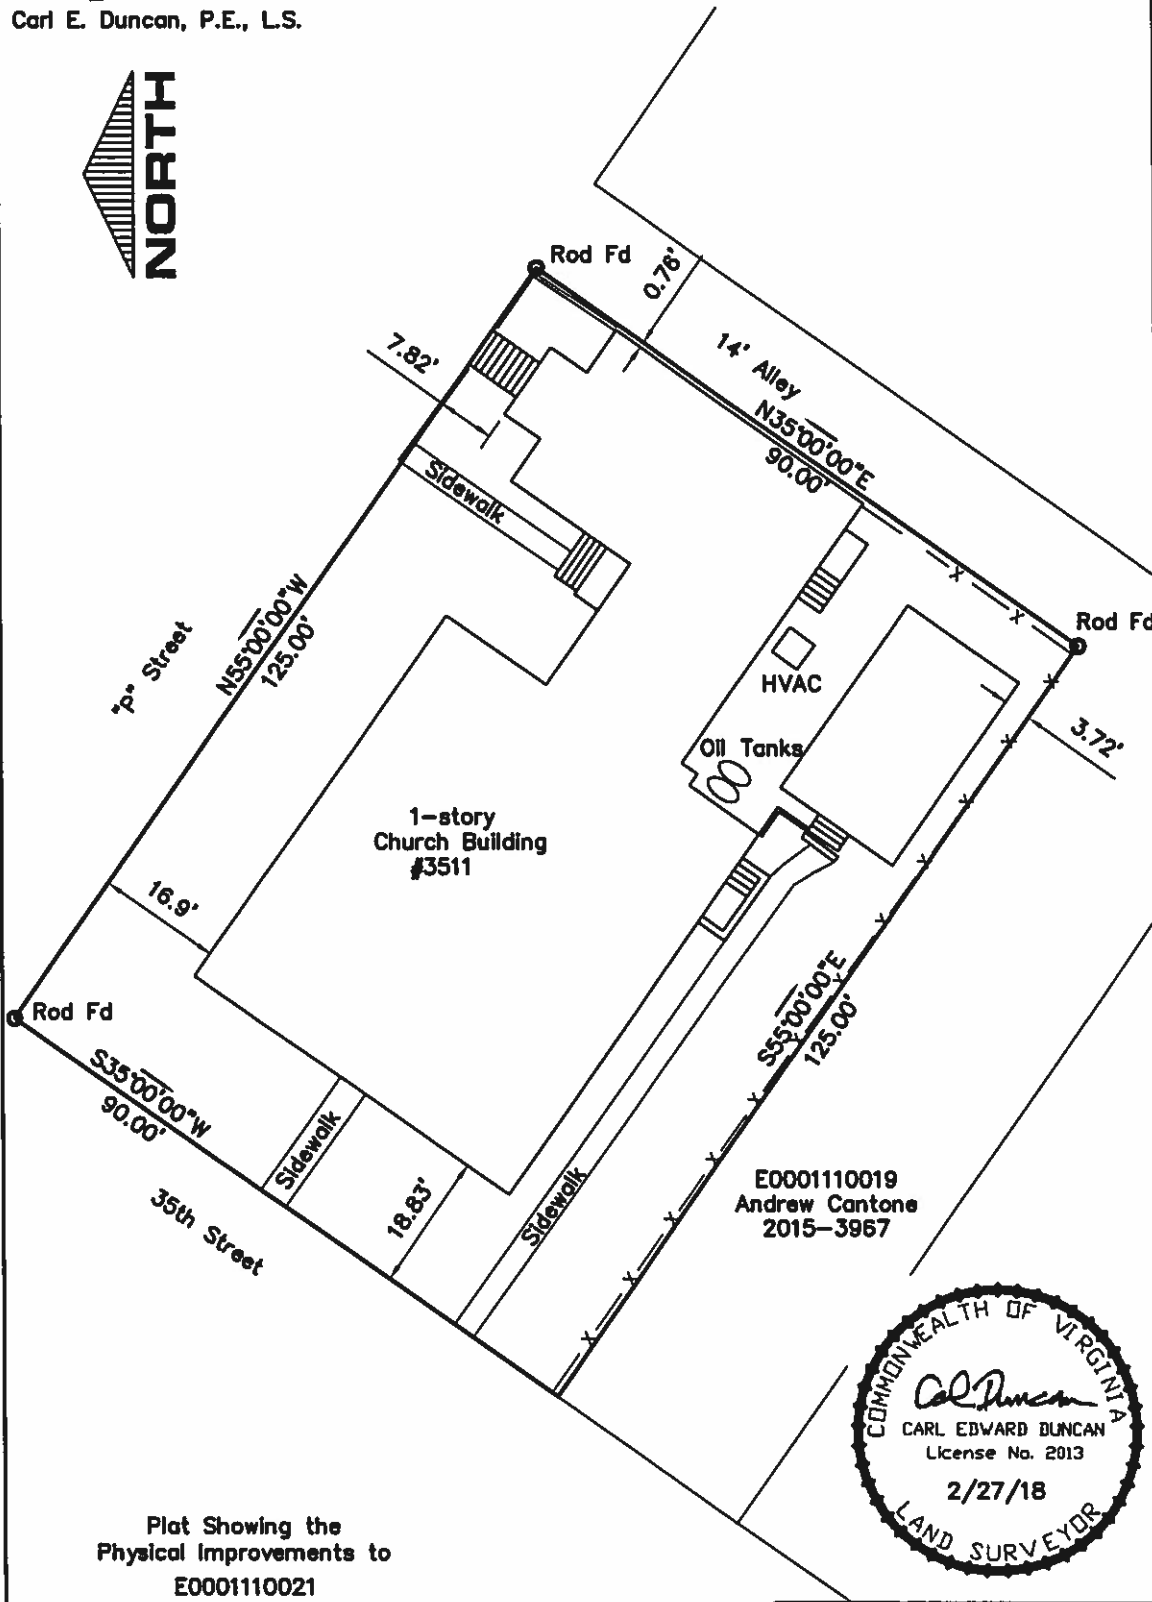 Carl E. Duncan, P.E., L.S.
NORTH
Rod Fd
0.78'
14' Alley
N35°00'00"E
90.00'
7.82'
Sidewalk
Rod Fd
"P" Street
N55°00'00"W
125.00'
HVAC
Oil Tanks
3.72'
1-story
Church Building
#3511
16.9'
Rod Fd
S55°00'00"E
125.00'
S35°00'00"W
90.00'
Sidewalk
18.83'
Sidewalk
35th Street
E0001110019
Andrew Cantone
2015-3967
COMMONWEALTH OF VIRGINIA
Carl Duncan
CARL EDWARD DUNCAN
License No. 2013
2/27/18
LAND SURVEYOR
Plat Showing the
Physical Improvements to
E0001110021